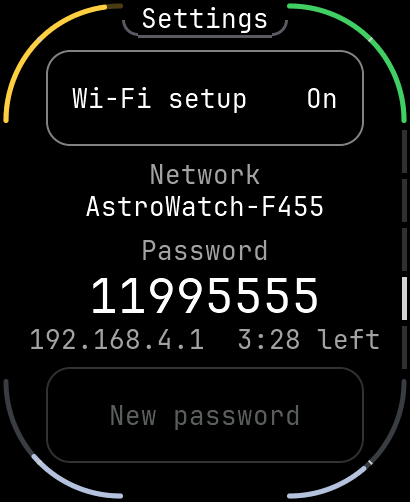 Settings
Wi-Fi setup On
Network
AstroWatch-F455
Password
11995555
192.168.4.1 3:28 left
New password